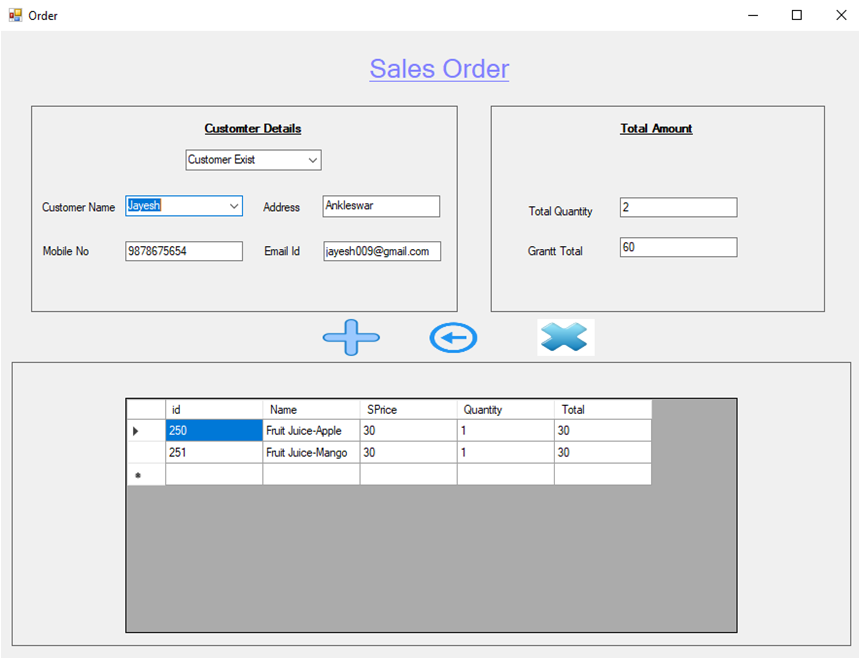 Order
Sales Order
Customter Details
Customer Exist
Customer Name Jayesh Address Ankleswar
Mobile No 9878675654 Email Id jayesh009@gmail.com
Total Amount
Total Quantity 2
Grantt Total 60
id Name SPrice Quantity Total
250 Fruit Juice-Apple 30 1 30
251 Fruit Juice-Mango 30 1 30